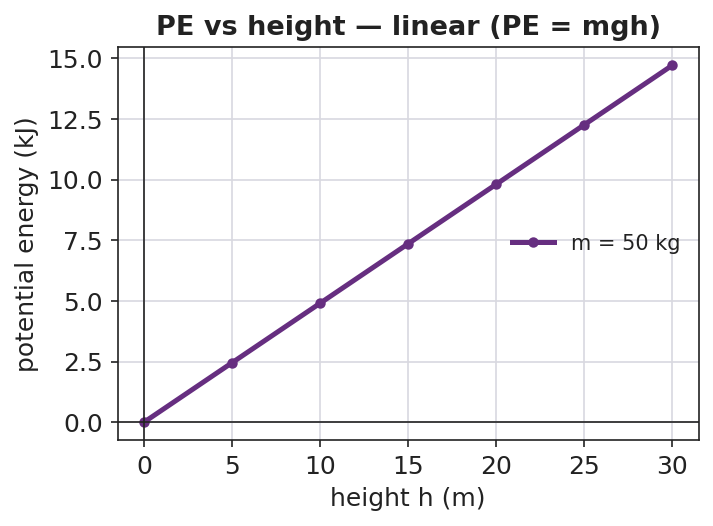 PE vs height — linear (PE = mgh)
potential energy (kJ)
15.0
12.5
10.0
7.5
5.0
2.5
0.0
m = 50 kg
0 5 10 15 20 25 30
height h (m)